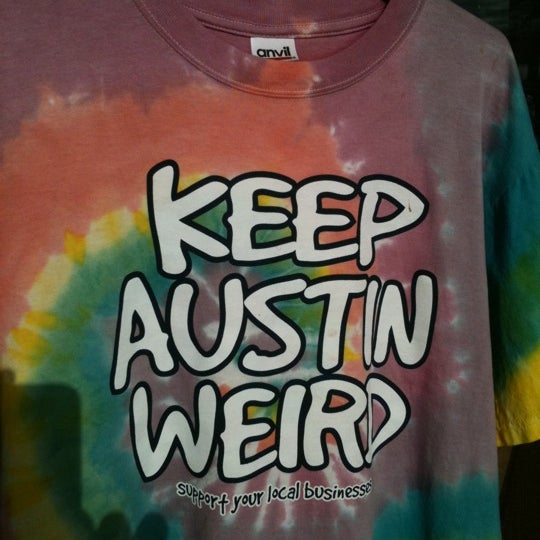 anvil
KEEP
AUSTIN
WEIRD
support your local businesses